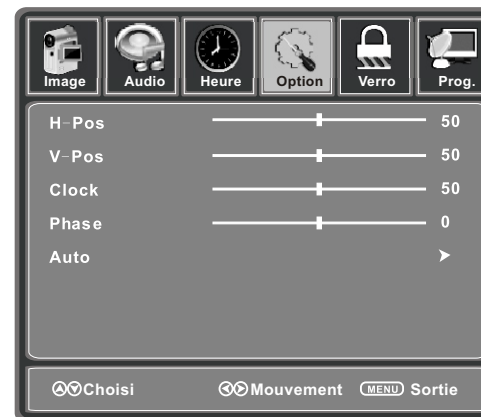 Image Audio Heure Option Verro Prog.
H-Pos 50
V-Pos 50
Clock 50
Phase 0
Auto
Choisi Mouvement MENU Sortie